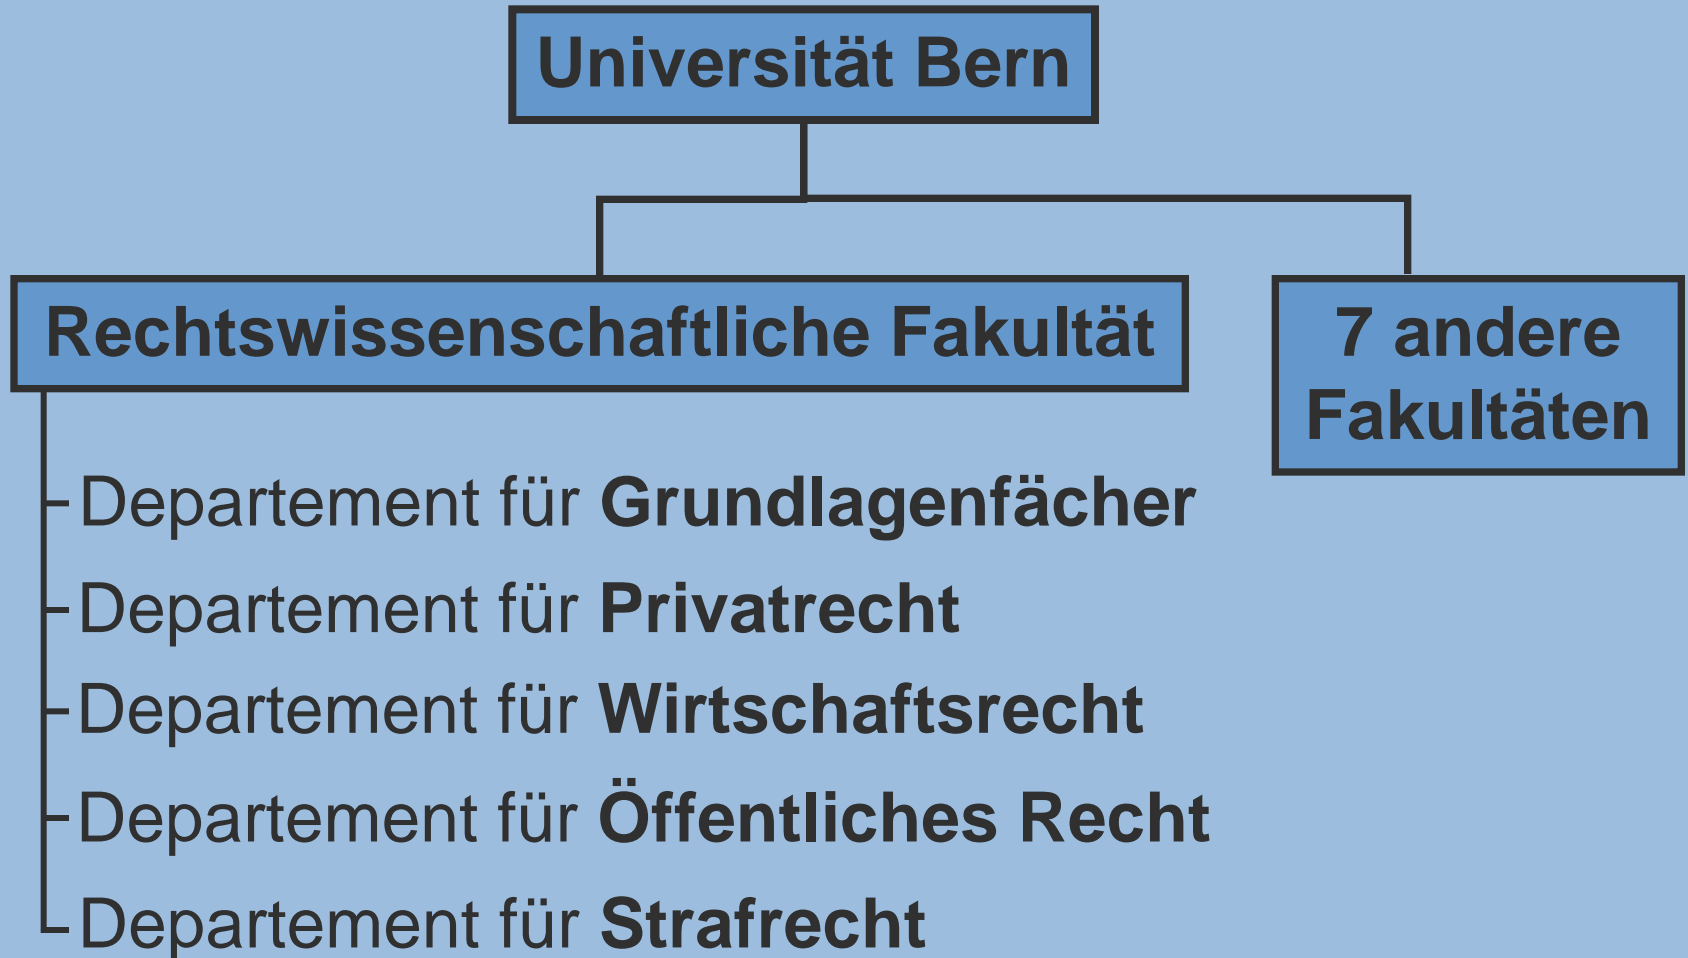 Universität Bern
Rechtswissenschaftliche Fakultät
7 andere
Fakultäten
Departement für Grundlagenfächer
Departement für Privatrecht
Departement für Wirtschaftsrecht
Departement für Öffentliches Recht
Departement für Strafrecht